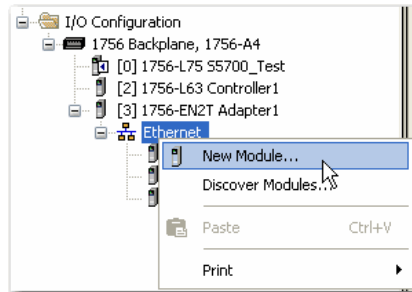 I/O Configuration
1756 Backplane, 1756-A4
[0] 1756-L75 S5700_Test
[2] 1756-L63 Controller1
[3] 1756-EN2T Adapter1
Ethernet
New Module...
Discover Modules...
Paste Ctrl+V
Print